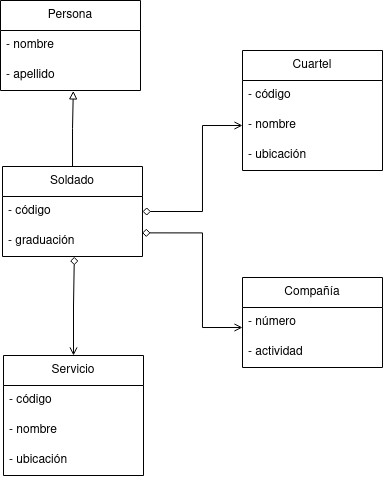 Persona
- nombre
- apellido
Soldado
- código
- graduación
Servicio
- código
- nombre
- ubicación
Cuartel
- código
- nombre
- ubicación
Compañía
- número
- actividad